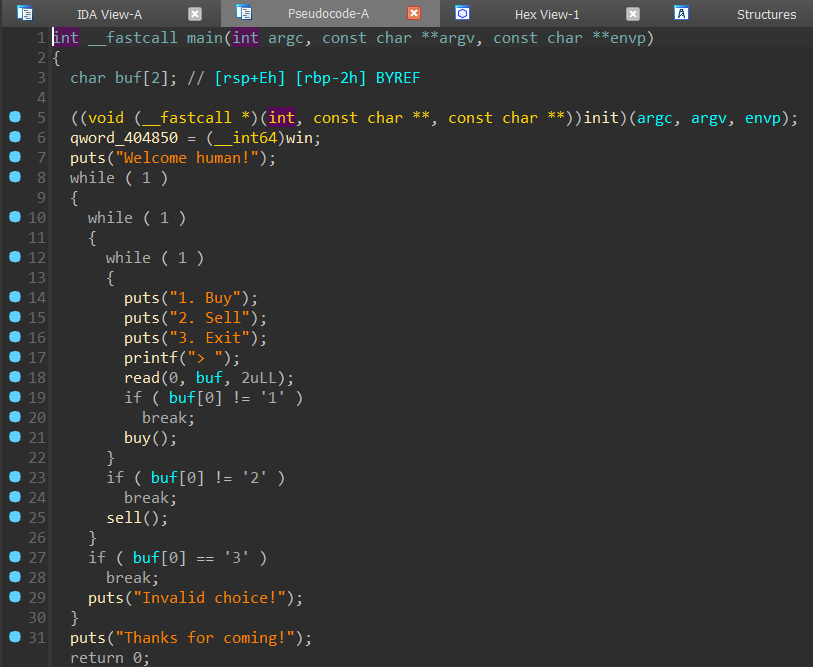 IDA View-A Pseudocode-A Hex View-1 Structures
1 int __fastcall main(int argc, const char **argv, const char **envp)
2 {
3 char buf[2]; // [rsp+Eh] [rbp-2h] BYREF
4
5 ((void (__fastcall *)(int, const char **, const char **))init)(argc, argv, envp);
6 qword_404850 = (__int64)win;
7 puts("Welcome human!");
8 while ( 1 )
9 {
10 while ( 1 )
11 {
12 while ( 1 )
13 {
14 puts("1. Buy");
15 puts("2. Sell");
16 puts("3. Exit");
17 printf("> ");
18 read(0, buf, 2uLL);
19 if ( buf[0] != '1' )
20 break;
21 buy();
22 }
23 if ( buf[0] != '2' )
24 break;
25 sell();
26 }
27 if ( buf[0] == '3' )
28 break;
29 puts("Invalid choice!");
30 }
31 puts("Thanks for coming!");
return 0;